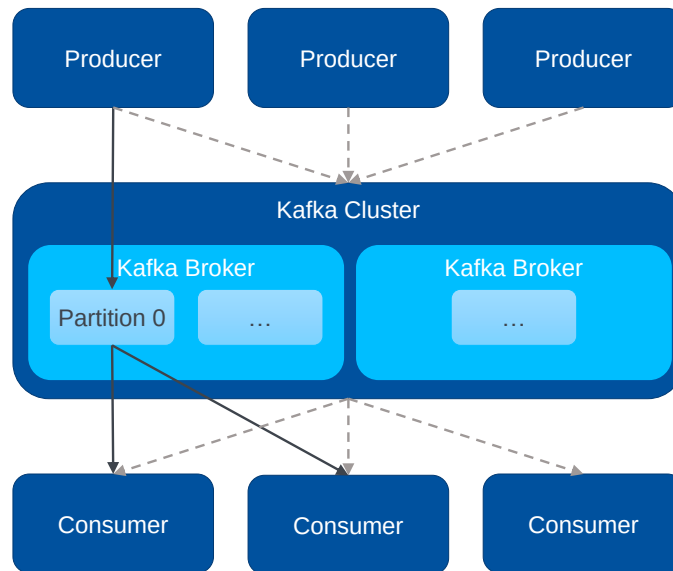 Producer
Producer
Producer
Kafka Cluster
Kafka Broker
Kafka Broker
Partition 0
...
...
Consumer
Consumer
Consumer